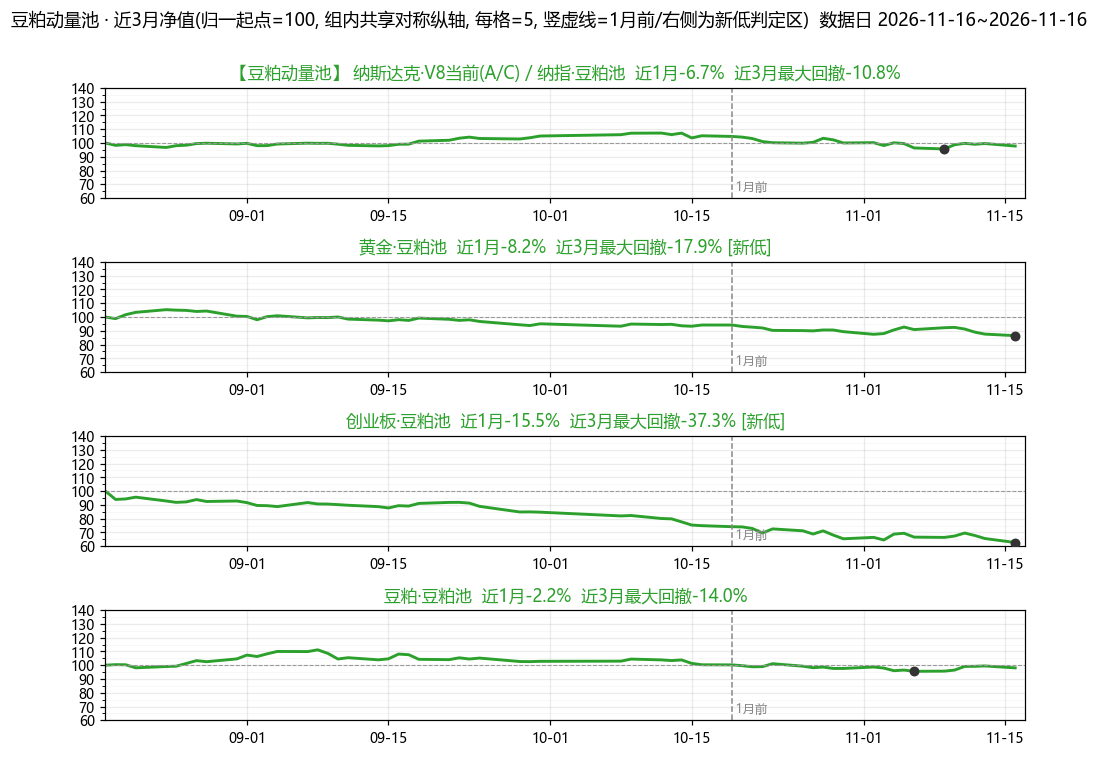 豆粕动量池 · 近3月净值(归一起点=100, 组内共享对称纵轴, 每格=5, 竖虚线=1月前/右侧为新低判定区)  数据日 2026-11-16~2026-11-16
【豆粕动量池】 纳斯达克·V8当前(A/C) / 纳指·豆粕池  近1月-6.7%  近3月最大回撤-10.8%
140
130
120
110
100
90
80
70
60
1月前
09-01 09-15 10-01 10-15 11-01 11-15
黄金·豆粕池  近1月-8.2%  近3月最大回撤-17.9% [新低]
140
130
120
110
100
90
80
70
60
1月前
09-01 09-15 10-01 10-15 11-01 11-15
创业板·豆粕池  近1月-15.5%  近3月最大回撤-37.3% [新低]
140
130
120
110
100
90
80
70
60
1月前
09-01 09-15 10-01 10-15 11-01 11-15
豆粕·豆粕池  近1月-2.2%  近3月最大回撤-14.0%
140
130
120
110
100
90
80
70
60
1月前
09-01 09-15 10-01 10-15 11-01 11-15